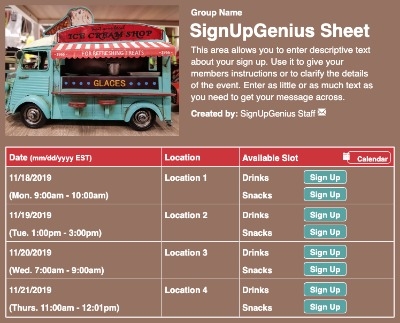 ICE CREAM SHOP
FOR REFRESHING TREATS
GLACES
Group Name
SignUpGenius Sheet
This area allows you to enter descriptive text
about your sign up. Use it to give your
members instructions or to clarify the details
of the event. Enter as little or as much text as
you need to get your message across.
Created by: SignUpGenius Staff
Date (mm/dd/yyyy EST) Location Available Slot Calendar
11/18/2019 Location 1 Drinks Sign Up
(Mon. 9:00am - 10:00am) Snacks Sign Up
11/19/2019 Location 2 Drinks Sign Up
(Tue. 1:00pm - 3:00pm) Snacks Sign Up
11/20/2019 Location 3 Drinks Sign Up
(Wed. 7:00am - 9:00am) Snacks Sign Up
11/21/2019 Location 4 Drinks Sign Up
(Thurs. 11:00am - 12:01pm) Snacks Sign Up